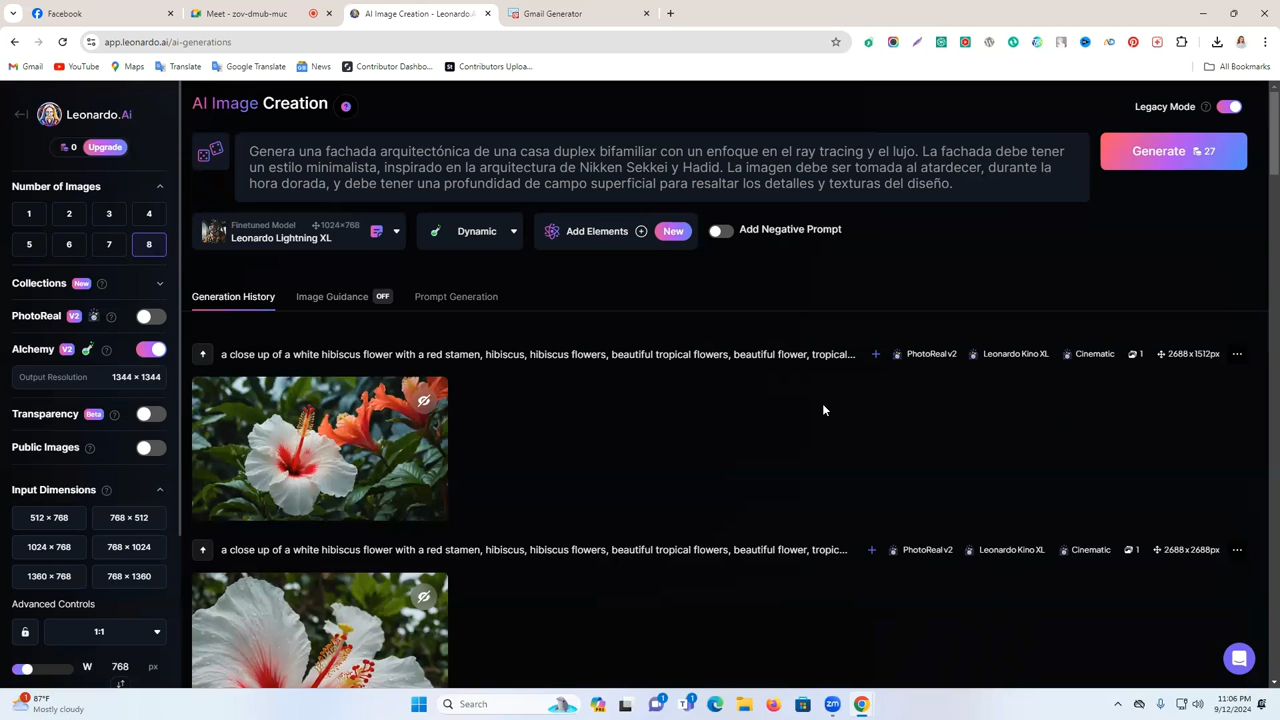 Facebook
Meet - zov-dmub-muc
AI Image Creation - Leonardo.A
Gmail Generator
app.leonardo.ai/ai-generations
Gmail
YouTube
Maps
Translate
Google Translate
News
Contributor Dashbo...
St Contributors Uploa...
All Bookmarks
Leonardo.Ai
0 Upgrade
Number of Images
1 2 3 4
5 6 7 8
Collections New
PhotoReal V2
Alchemy V2
Output Resolution 1344 × 1344
Transparency Beta
Public Images
Input Dimensions
512 × 768 768 × 512
1024 × 768 768 × 1024
1360 × 768 768 × 1360
Advanced Controls
1:1
W 768 px
AI Image Creation
Legacy Mode
Genera una fachada arquitectónica de una casa duplex bifamiliar con un enfoque en el ray tracing y el lujo. La fachada debe tener
un estilo minimalista, inspirado en la arquitectura de Nikken Sekkei y Hadid. La imagen debe ser tomada al atardecer, durante la
hora dorada, y debe tener una profundidad de campo superficial para resaltar los detalles y texturas del diseño.
Generate 27
Finetuned Model 1024×768
Leonardo Lightning XL
Dynamic
Add Elements New
Add Negative Prompt
Generation History
Image Guidance OFF
Prompt Generation
a close up of a white hibiscus flower with a red stamen, hibiscus, hibiscus flowers, beautiful tropical flowers, beautiful flower, tropical...
PhotoReal v2 Leonardo Kino XL Cinematic 1 2688 x 1512px
a close up of a white hibiscus flower with a red stamen, hibiscus, hibiscus flowers, beautiful tropical flowers, beautiful flower, tropic...
PhotoReal v2 Leonardo Kino XL Cinematic 1 2688 x 2688px
1
87°F
Mostly cloudy
Search
1
1
zm
11:06 PM
9/12/2024